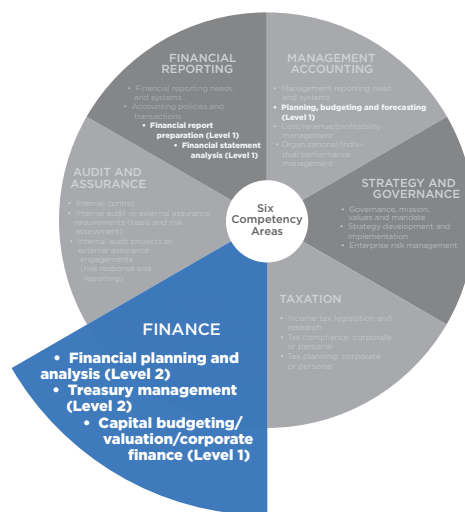 FINANCIAL
REPORTING
• Financial reporting needs
and systems
• Accounting policies and
transactions
• Financial report
preparation (Level 1)
• Financial statement
analysis (Level 1)
MANAGEMENT
ACCOUNTING
• Management reporting need
and systems
• Planning, budgeting and forecasting
(Level 1)
• Cost/revenue/profitability
management
• Organizational/indivi-
dual performance
management
AUDIT AND
ASSURANCE
• Internal control
• Internal audit or external assurance
requirements (basis and risk
assessment)
• Internal audit projects or
external assurance
engagements
(risk response and
reporting)
Six
Competency
Areas
STRATEGY AND
GOVERNANCE
• Governance, mission,
values and mandate
• Strategy development and
implementation
• Enterprise risk management
TAXATION
• Income tax legislation and
research
• Tax compliance: corporate
or personal
• Tax planning: corporate
or personal
FINANCE
• Financial planning and
analysis (Level 2)
• Treasury management
(Level 2)
• Capital budgeting/
valuation/corporate
finance (Level 1)